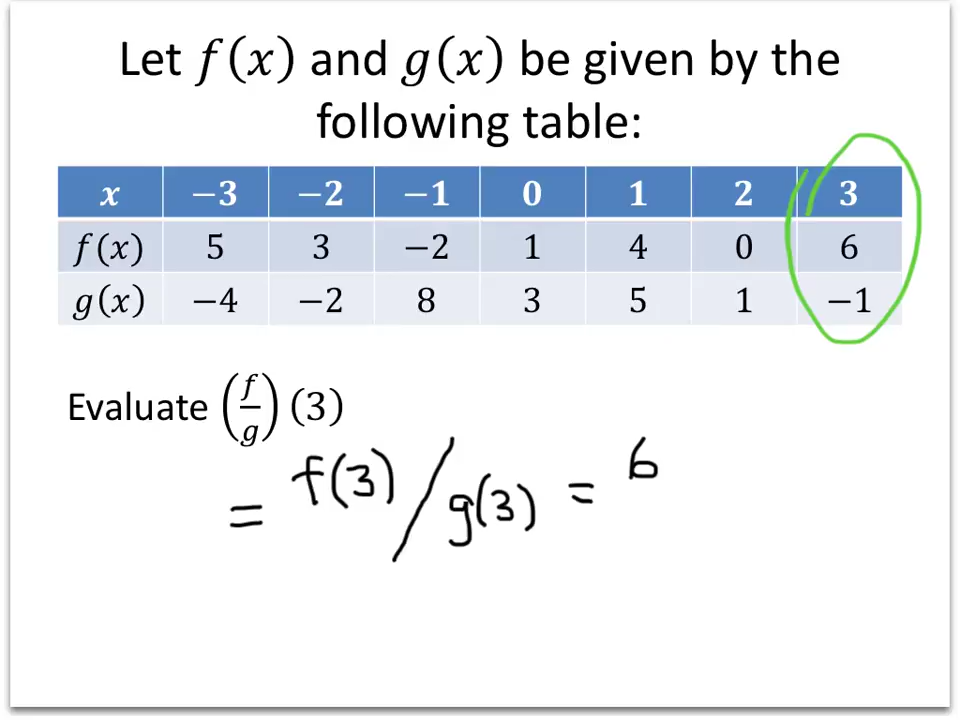 Let f(x) and g(x) be given by the
following table:
x −3 −2 −1 0 1 2 3
f(x) 5 3 −2 1 4 0 6
g(x) −4 −2 8 3 5 1 −1
Evaluate (f/g)(3)
= f(3)/g(3) = 6